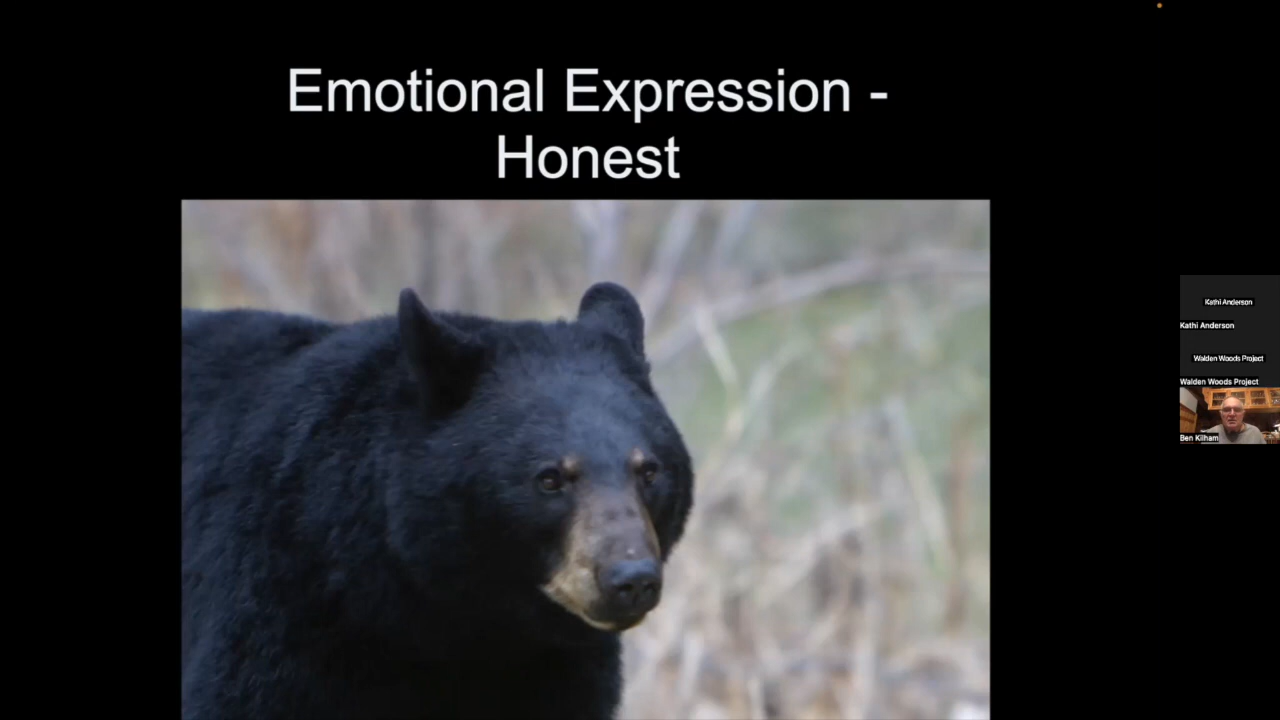 Emotional Expression -
Honest
Kathi Anderson
Kathi Anderson
Walden Woods Project
Walden Woods Project
Ben Kilham